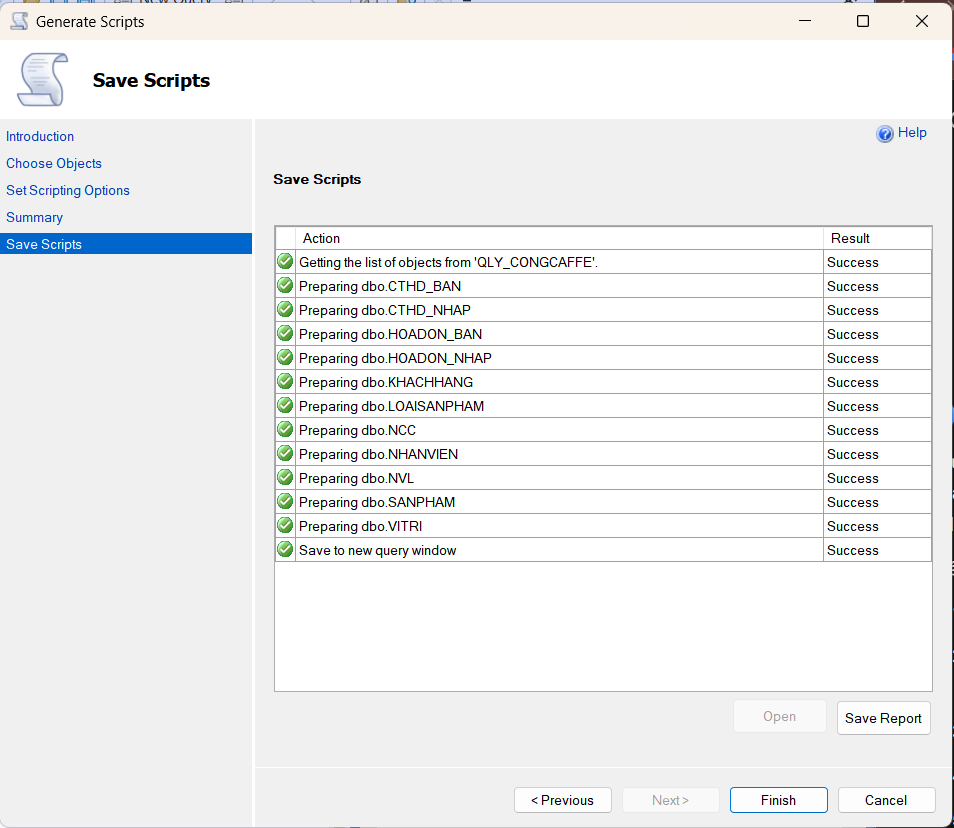 Generate Scripts
Save Scripts
Introduction
Choose Objects
Set Scripting Options
Summary
Save Scripts
Help
Save Scripts
Action Result
Getting the list of objects from 'QLY_CONGCAFFE'. Success
Preparing dbo.CTHD_BAN Success
Preparing dbo.CTHD_NHAP Success
Preparing dbo.HOADON_BAN Success
Preparing dbo.HOADON_NHAP Success
Preparing dbo.KHACHHANG Success
Preparing dbo.LOAISANPHAM Success
Preparing dbo.NCC Success
Preparing dbo.NHANVIEN Success
Preparing dbo.NVL Success
Preparing dbo.SANPHAM Success
Preparing dbo.VITRI Success
Save to new query window Success
Open Save Report
< Previous Next > Finish Cancel